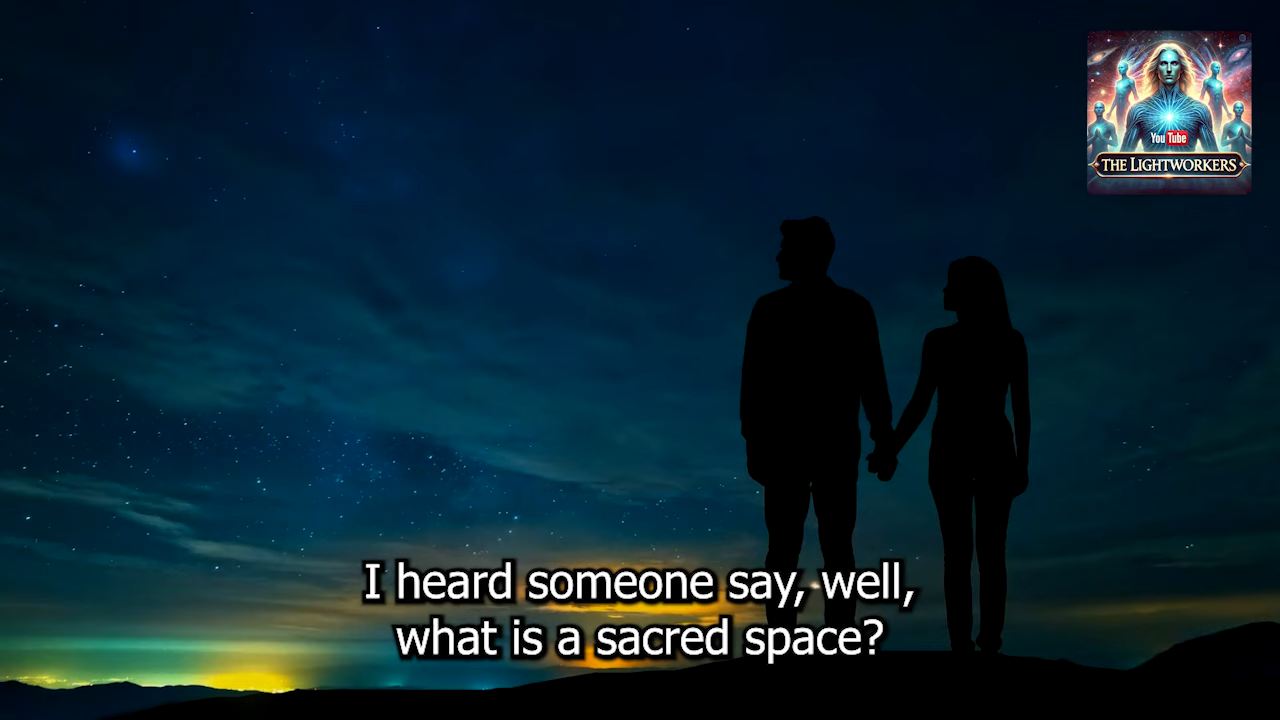 YouTube
THE LIGHTWORKERS
I heard someone say, well,
what is a sacred space?